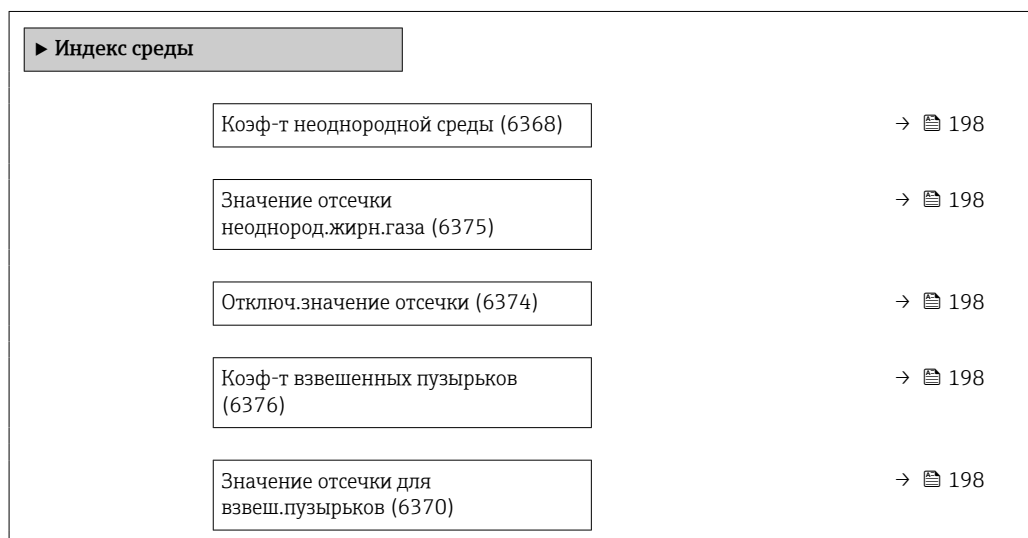 ▶ Индекс среды
Коэф-т неоднородной среды (6368) → 198
Значение отсечки → 198
неоднород.жирн.газа (6375)
Отключ.значение отсечки (6374) → 198
Коэф-т взвешенных пузырьков → 198
(6376)
Значение отсечки для → 198
взвеш.пузырьков (6370)